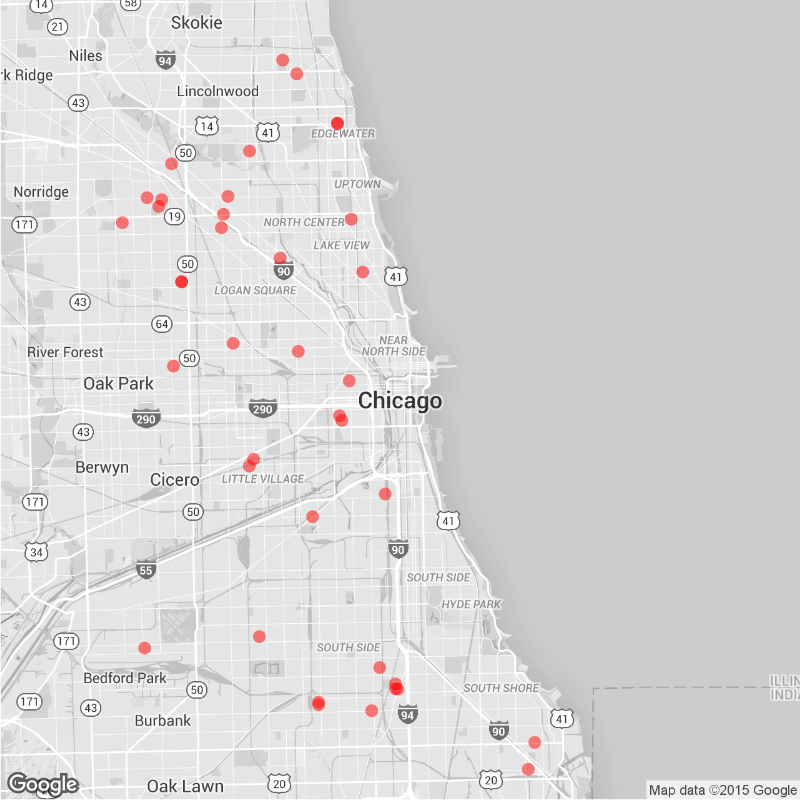 14
58
Skokie
21
Niles
94
rk Ridge
Lincolnwood
43
14
41
EDGEWATER
50
Norridge
UPTOWN
19
171
NORTH CENTER
LAKE VIEW
50
90
41
LOGAN SQUARE
43
64
NEAR
NORTH SIDE
River Forest
50
Oak Park
Chicago
290
290
43
Berwyn
Cicero
LITTLE VILLAGE
171
50
41
34
90
55
SOUTH SIDE
HYDE PARK
171
SOUTH SIDE
Bedford Park
ILLIN
INDIA
50
SOUTH SHORE
171
43
94
Burbank
41
90
Oak Lawn
20
20
Google
Map data ©2015 Google